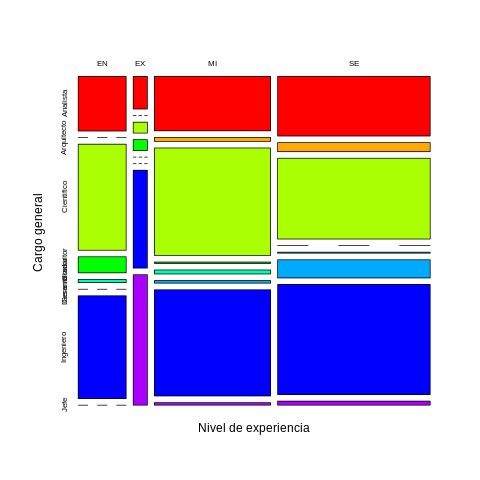 EN EX MI SE
Analista
Arquitecto
Científico
Ingeniero
Jefe
Cargo general
Nivel de experiencia